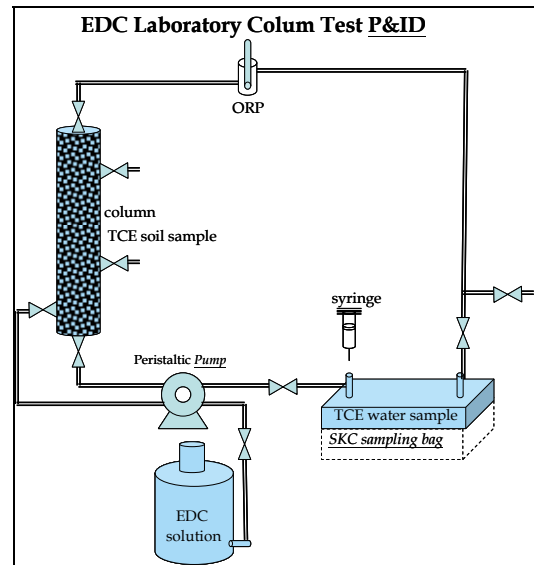 EDC Laboratory Colum Test P&ID
ORP
column
TCE soil sample
syringe
Peristaltic Pump
TCE water sample
SKC sampling bag
EDC
solution